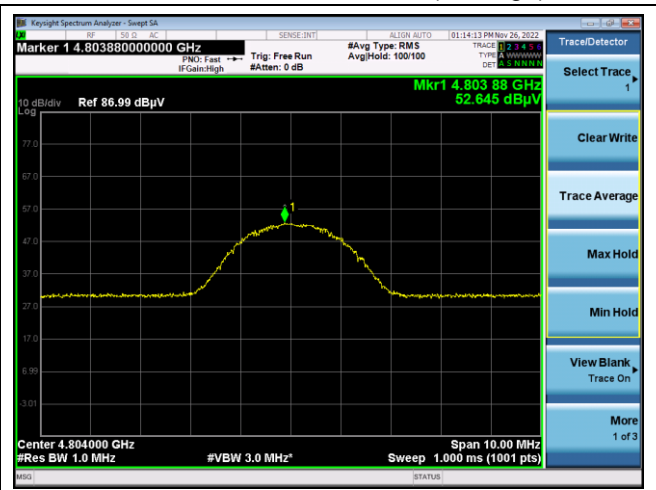 Keysight Spectrum Analyzer - Swept SA
LXI RF 50 Ω AC SENSE:INT ALIGN AUTO 01:14:13 PM Nov 26, 2022
Marker 1 4.803880000000 GHz
PNO: Fast
IFGain:High
Trig: Free Run
#Atten: 0 dB
#Avg Type: RMS
Avg|Hold: 100/100
TRACE 1 2 3 4 5 6
TYPE A WWWWW
DET A S N N N N
Trace/Detector
Select Trace
1
Clear Write
Trace Average
Max Hold
Min Hold
View Blank
Trace On
More
1 of 3
Mkr1 4.803 88 GHz
52.645 dBµV
10 dB/div Ref 86.99 dBµV
Log
77.0
67.0
57.0
47.0
37.0
27.0
17.0
6.99
-3.01
1
Center 4.804000 GHz Span 10.00 MHz
#Res BW 1.0 MHz #VBW 3.0 MHz* Sweep 1.000 ms (1001 pts)
MSG STATUS